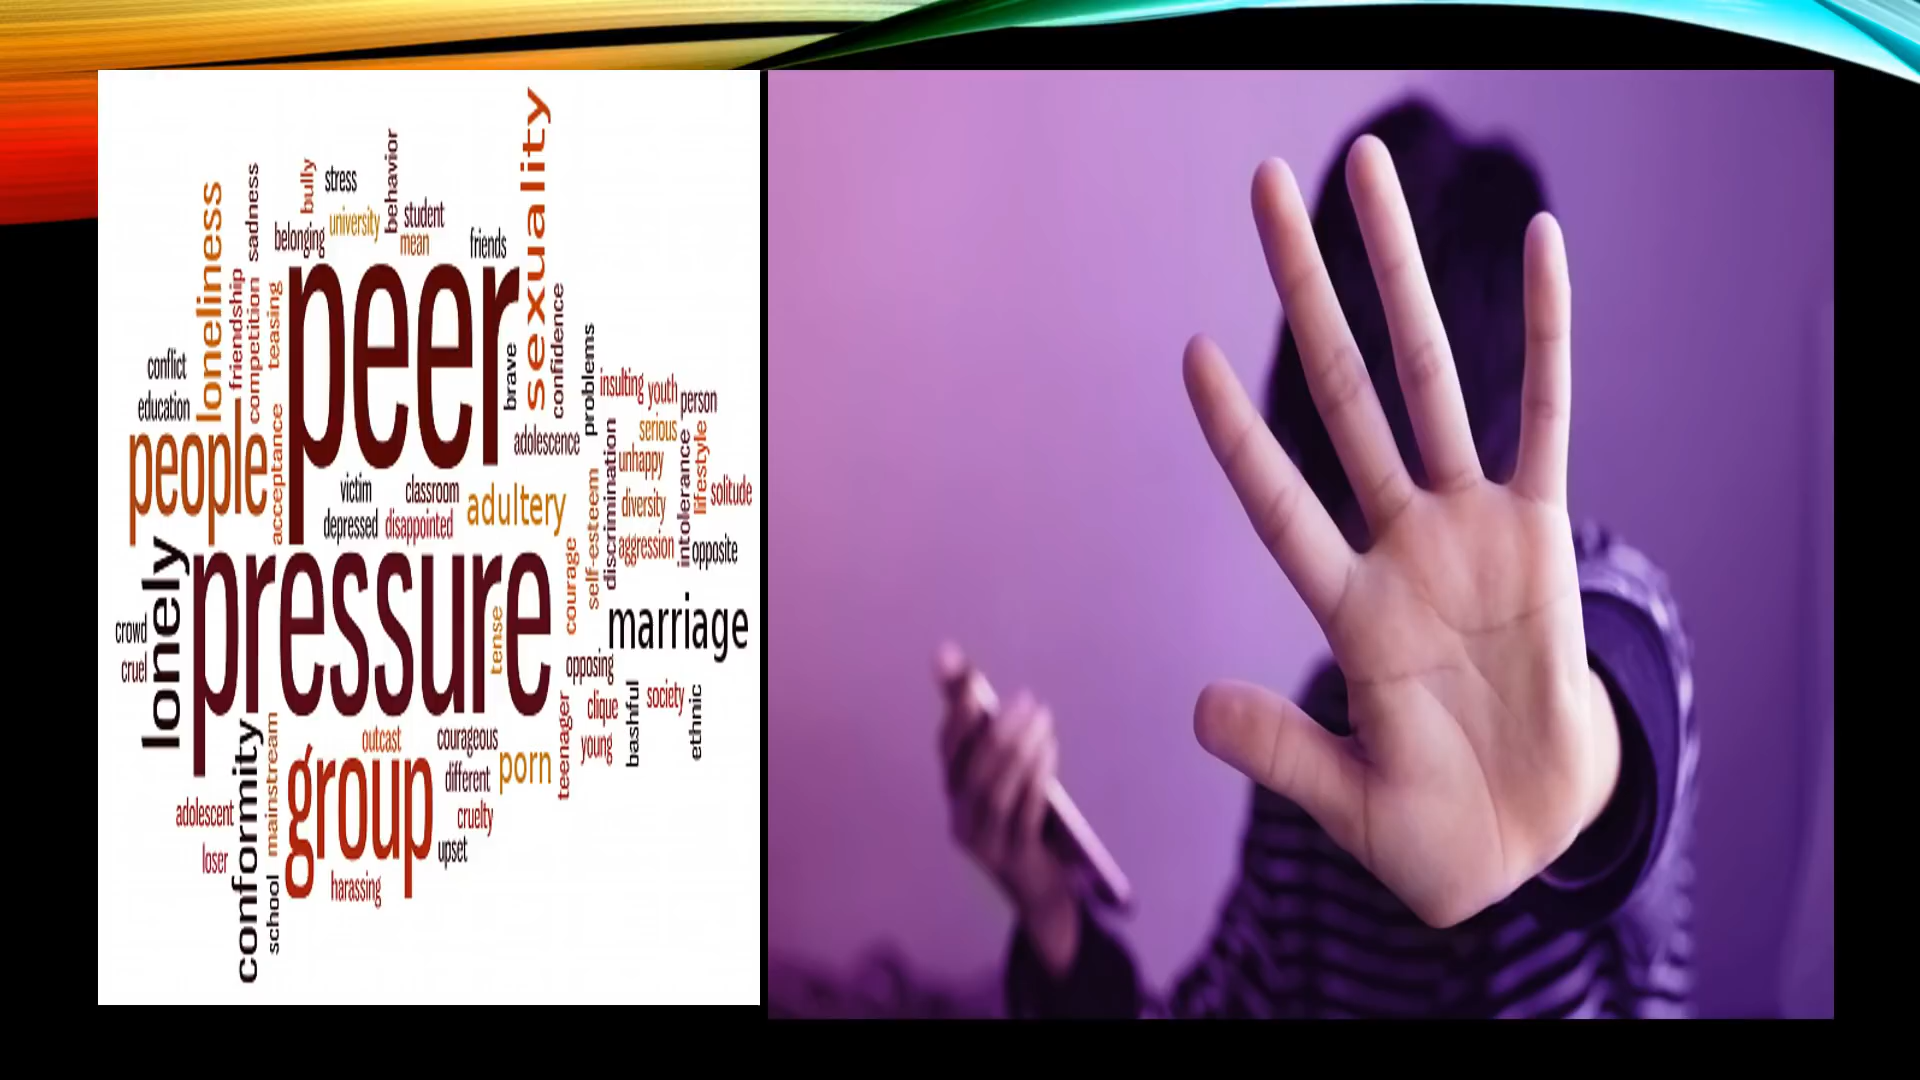 sexuality
behavior
bully
stress
sadness
loneliness
student
university
belonging
mean
friends
friendship
competition
teasing
peer
confidence
brave
problems
conflict
education
insulting
youth
person
people
acceptance
adolescence
serious
discrimination
unhappy
intolerance
lifestyle
victim
classroom
adultery
self-esteem
diversity
solitude
depressed
disappointed
aggression
opposite
lonely
pressure
courage
tense
marriage
crowd
cruel
opposing
clique
society
bashful
ethnic
teenager
young
conformity
mainstream
outcast
courageous
group
different
porn
adolescent
cruelty
loser
upset
school
harassing